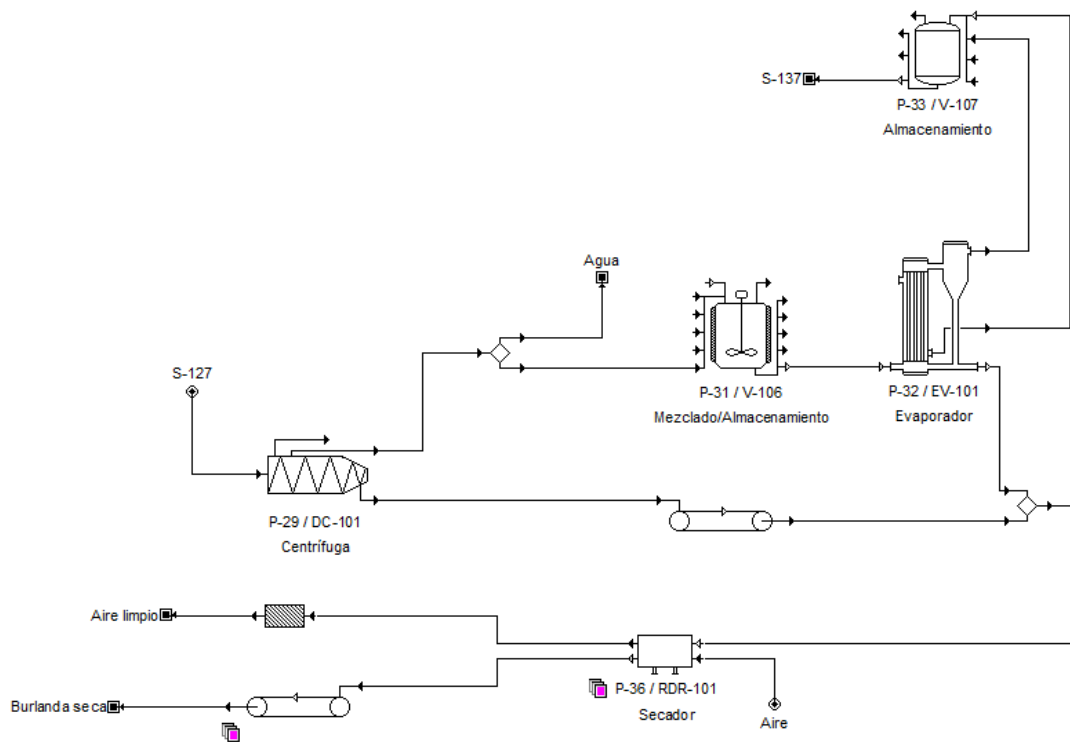 S-137
P-33 / V-107
Almacenamiento
Agua
S-127
P-31 / V-106
Mezclado/Almacenamiento
P-32 / EV-101
Evaporador
P-29 / DC-101
Centrífuga
Aire limpio
P-36 / RDR-101
Secador
Burlanda seca
Aire